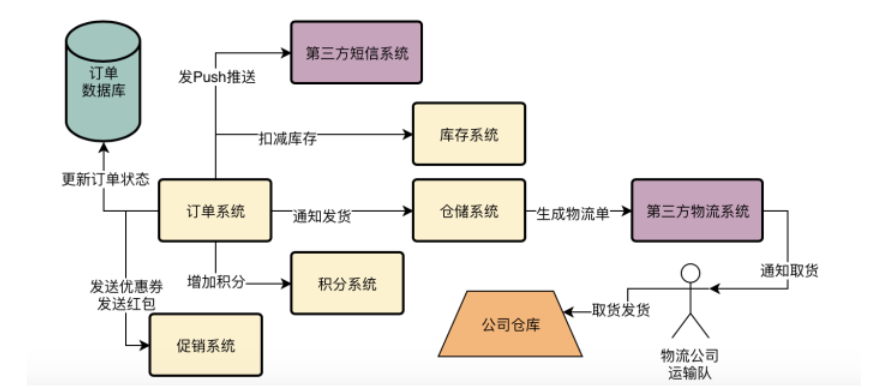 订单
数据库
第三方短信系统
发Push推送
扣减库存
库存系统
更新订单状态
订单系统
通知发货
仓储系统
生成物流单
第三方物流系统
发送优惠券
发送红包
增加积分
积分系统
通知取货
取货发货
公司仓库
促销系统
物流公司
运输队